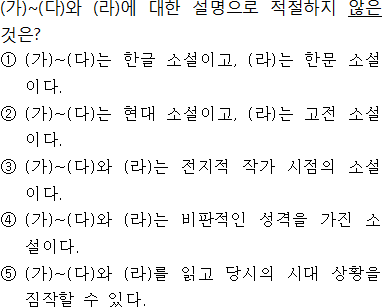 (가)~(다)와 (라)에 대한 설명으로 적절하지 않은
것은?
① (가)~(다)는 한글 소설이고, (라)는 한문 소설
이다.
② (가)~(다)는 현대 소설이고, (라)는 고전 소설
이다.
③ (가)~(다)와 (라)는 전지적 작가 시점의 소설
이다.
④ (가)~(다)와 (라)는 비판적인 성격을 가진 소
설이다.
⑤ (가)~(다)와 (라)를 읽고 당시의 시대 상황을
짐작할 수 있다.